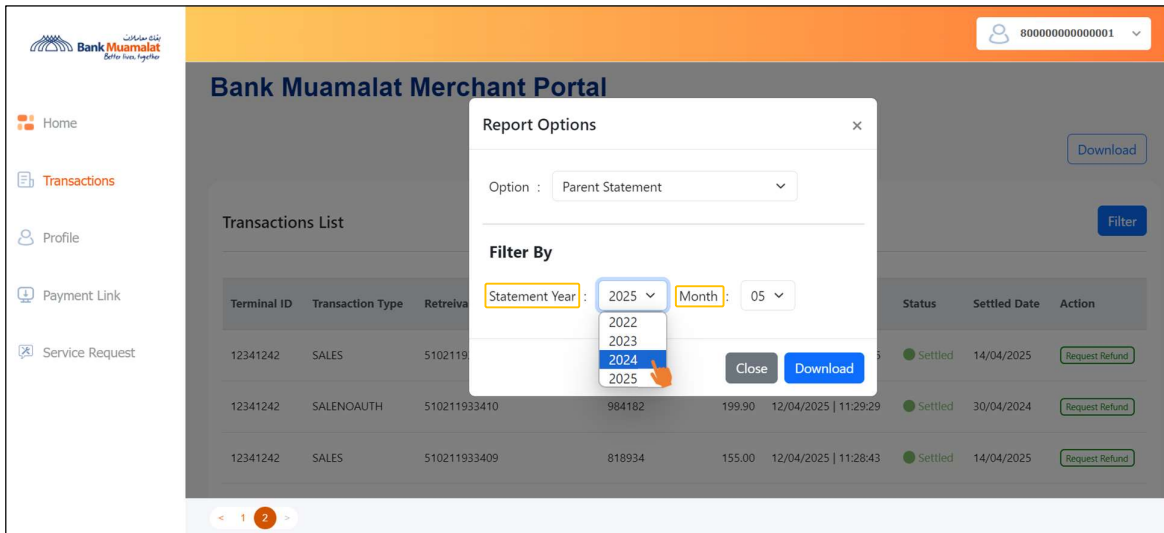 بنك معاملات
Bank Muamalat
Better lives, together
800000000000001
Bank Muamalat Merchant Portal
Home
Transactions
Profile
Payment Link
Service Request
Download
Transactions List
Filter
Report Options ×
Option : Parent Statement
Filter By
Statement Year : 2025 Month : 05
2022
2023
2024
2025
Close Download
Terminal ID Transaction Type Retreiva Status Settled Date Action
12341242 SALES 5102119 Settled 14/04/2025 Request Refund
12341242 SALENOAUTH 510211933410 984182 199.90 12/04/2025 | 11:29:29 Settled 30/04/2024 Request Refund
12341242 SALES 510211933409 818934 155.00 12/04/2025 | 11:28:43 Settled 14/04/2025 Request Refund
< 1 2 >